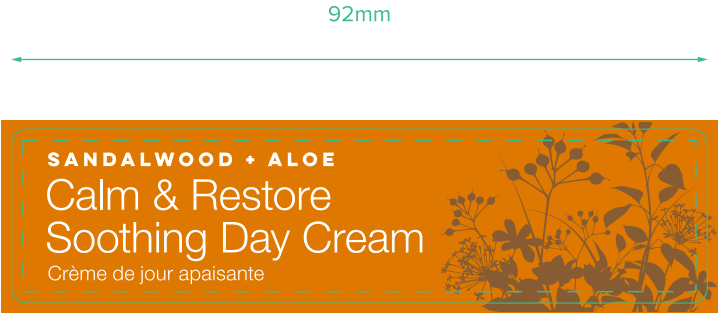 92mm
SANDALWOOD + ALOE
Calm & Restore
Soothing Day Cream
Crème de jour apaisante